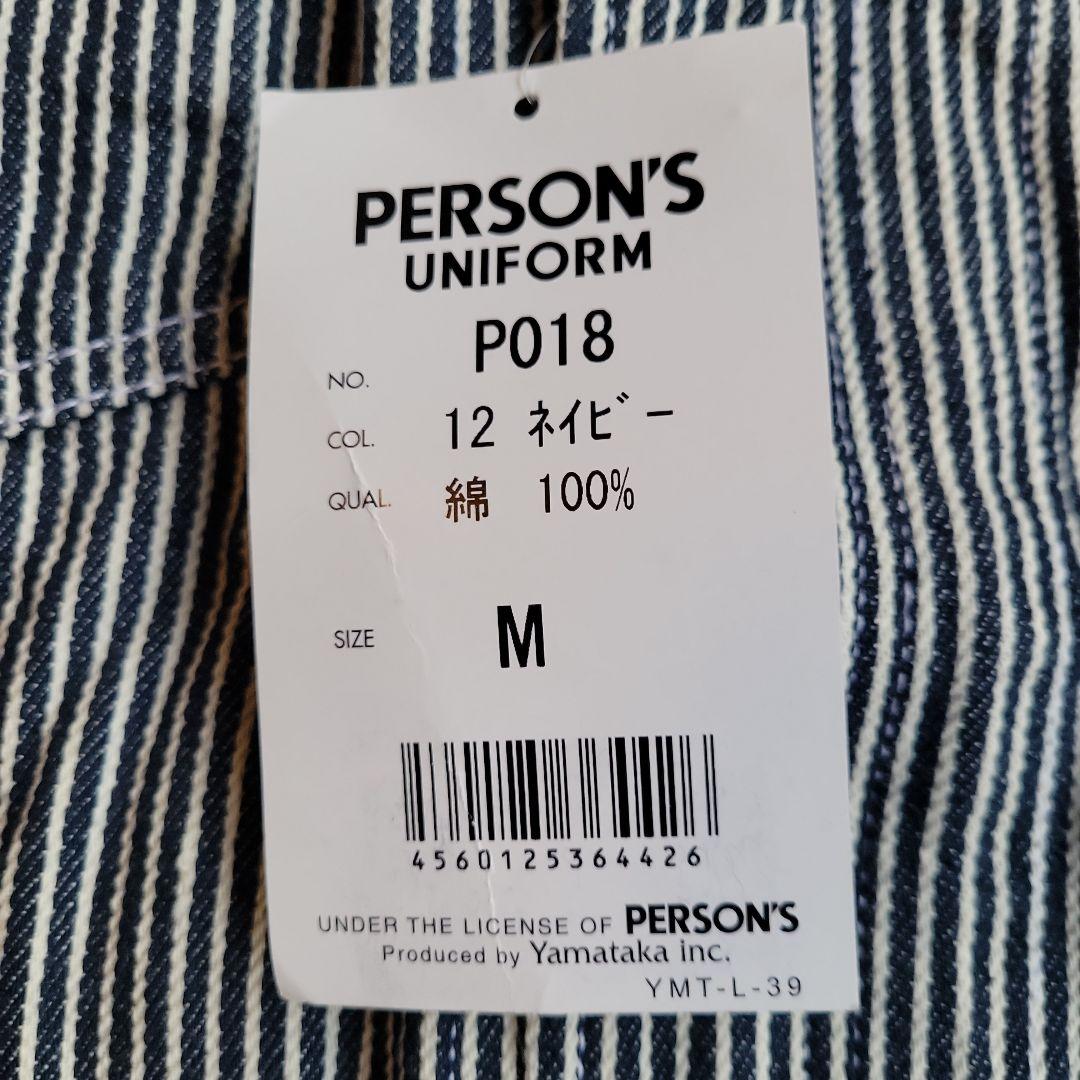 PERSON'S
UNIFORM
NO. P018
COL. 12 ﾈｲﾋﾞｰ
QUAL. 綿 100%
SIZE M
4560125364426
UNDER THE LICENSE OF PERSON'S
Produced by Yamataka inc.
YMT-L-39